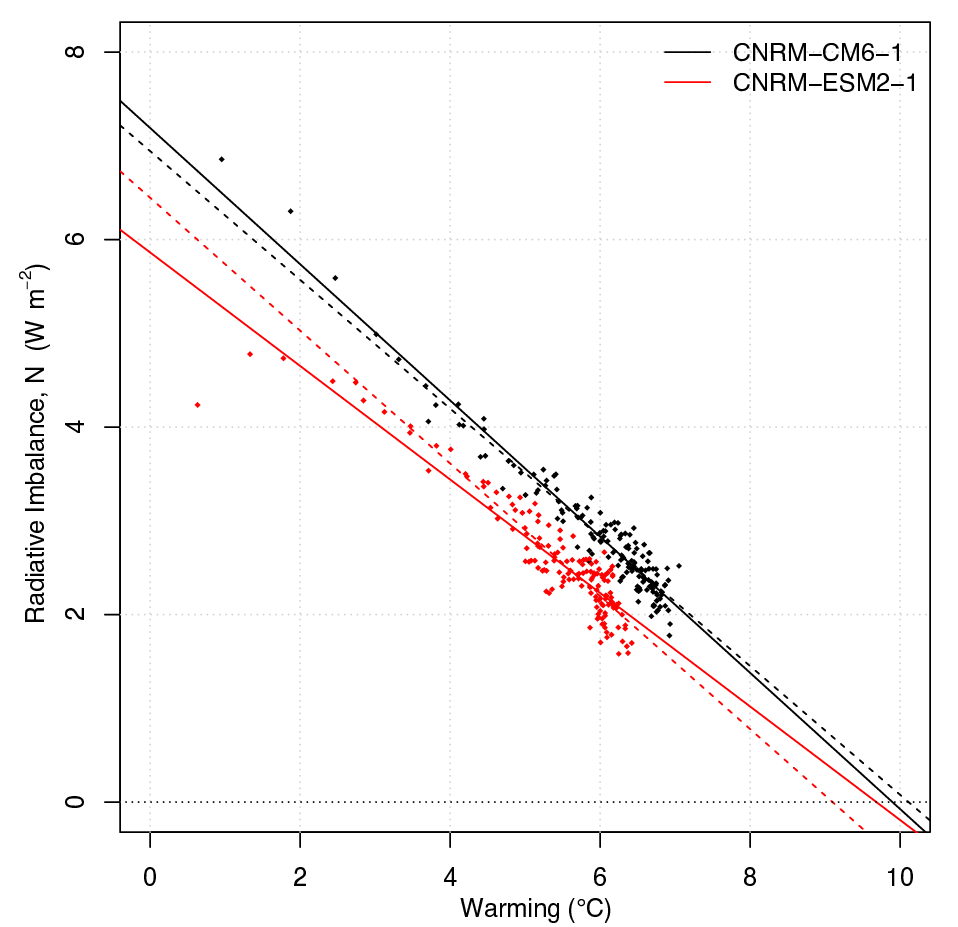 CNRM−CM6−1
CNRM−ESM2−1
8
6
4
2
0
Radiative Imbalance, N (W m⁻²)
0 2 4 6 8 10
Warming (°C)